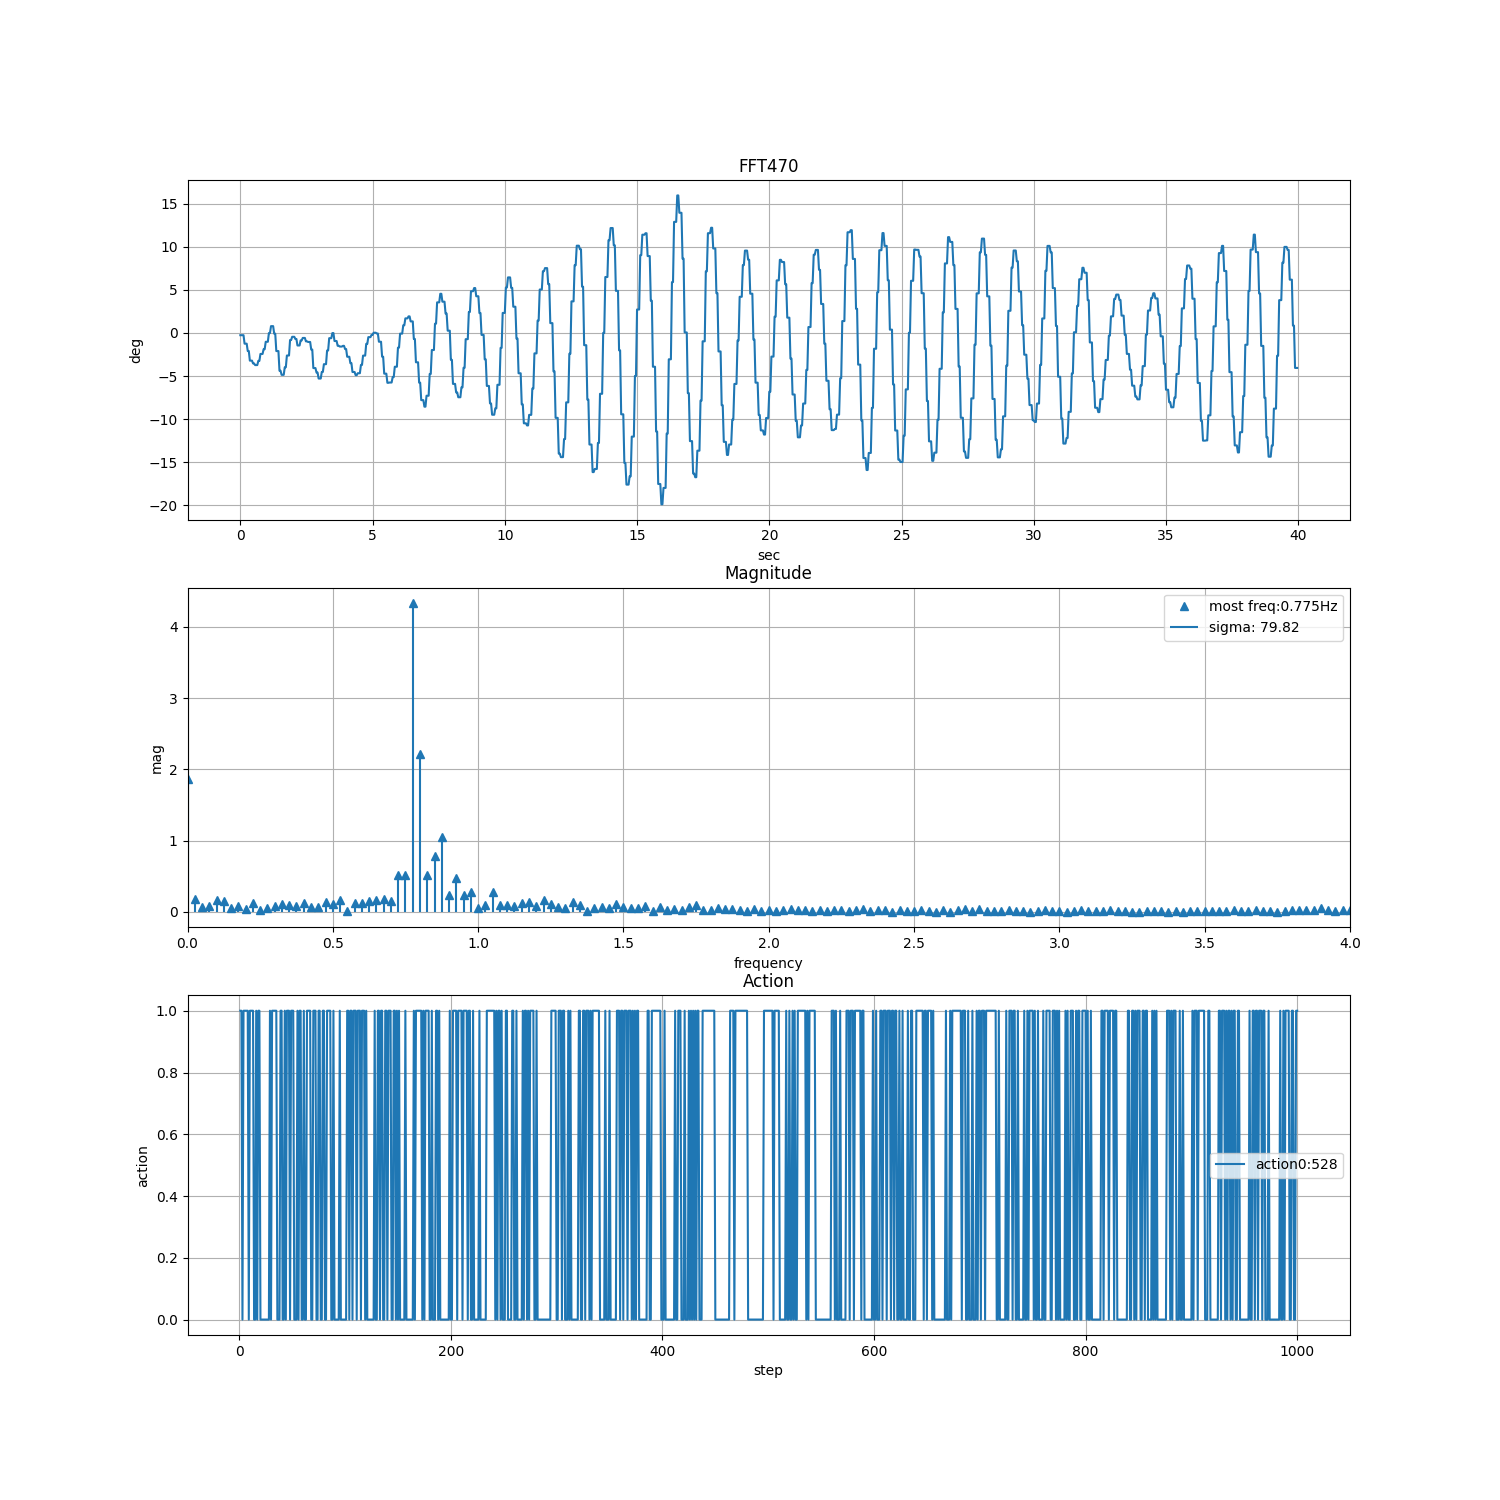 FFT470
15
10
5
0
−5
−10
−15
−20
deg
0 5 10 15 20 25 30 35 40
sec
Magnitude
most freq:0.775Hz
sigma: 79.82
4
3
2
1
0
mag
0.0 0.5 1.0 1.5 2.0 2.5 3.0 3.5 4.0
frequency
Action
1.0
0.8
0.6
0.4
0.2
0.0
action
action0:528
0 200 400 600 800 1000
step